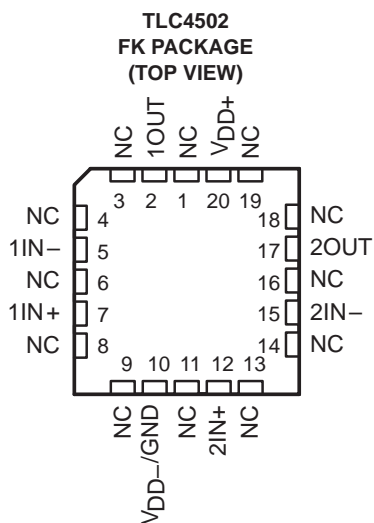 TLC4502
FK PACKAGE
(TOP VIEW)
NC
1OUT
NC
VDD+
NC
3 2 1 20 19
NC 4
1IN− 5
NC 6
1IN+ 7
NC 8
18 NC
17 2OUT
16 NC
15 2IN−
14 NC
9 10 11 12 13
NC
VDD−/GND
NC
2IN+
NC